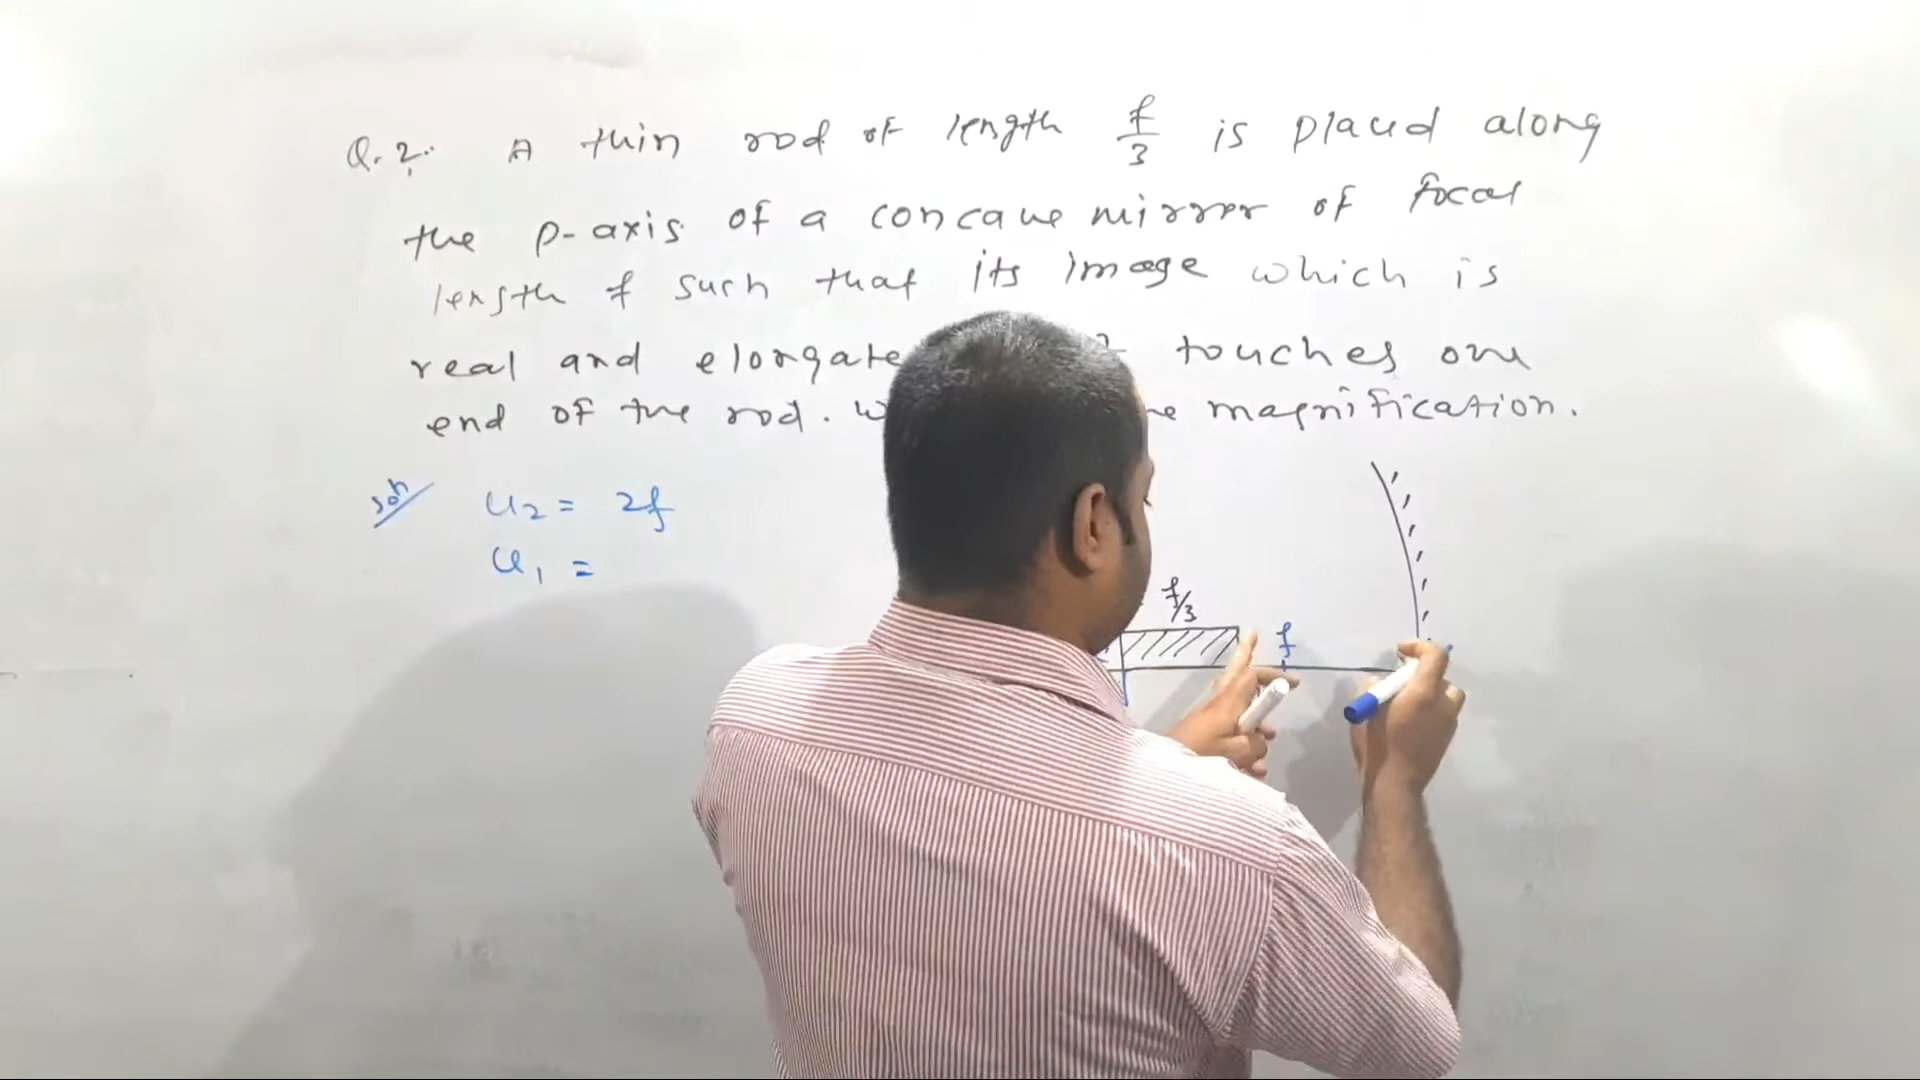 Q.2. A thin rod of length f/3 is placed along
the p-axis of a concave mirror of focal
length f such that its image which is
real and elongate touches one
end of the rod. magnification.
Soln u2 = 2f
u1 =
f/3
f